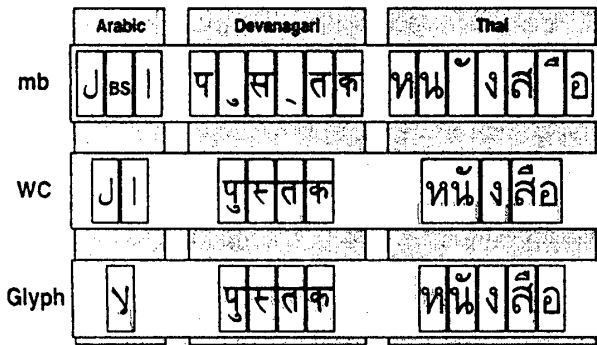 Arabic Devanagari Thai
mb ل BS ا प ु स ् त क ห น ั ง ส ื อ
WC ل ا पु स् त क หนั ง สือ
Glyph لا पु स् त क ห นั ง สื อ